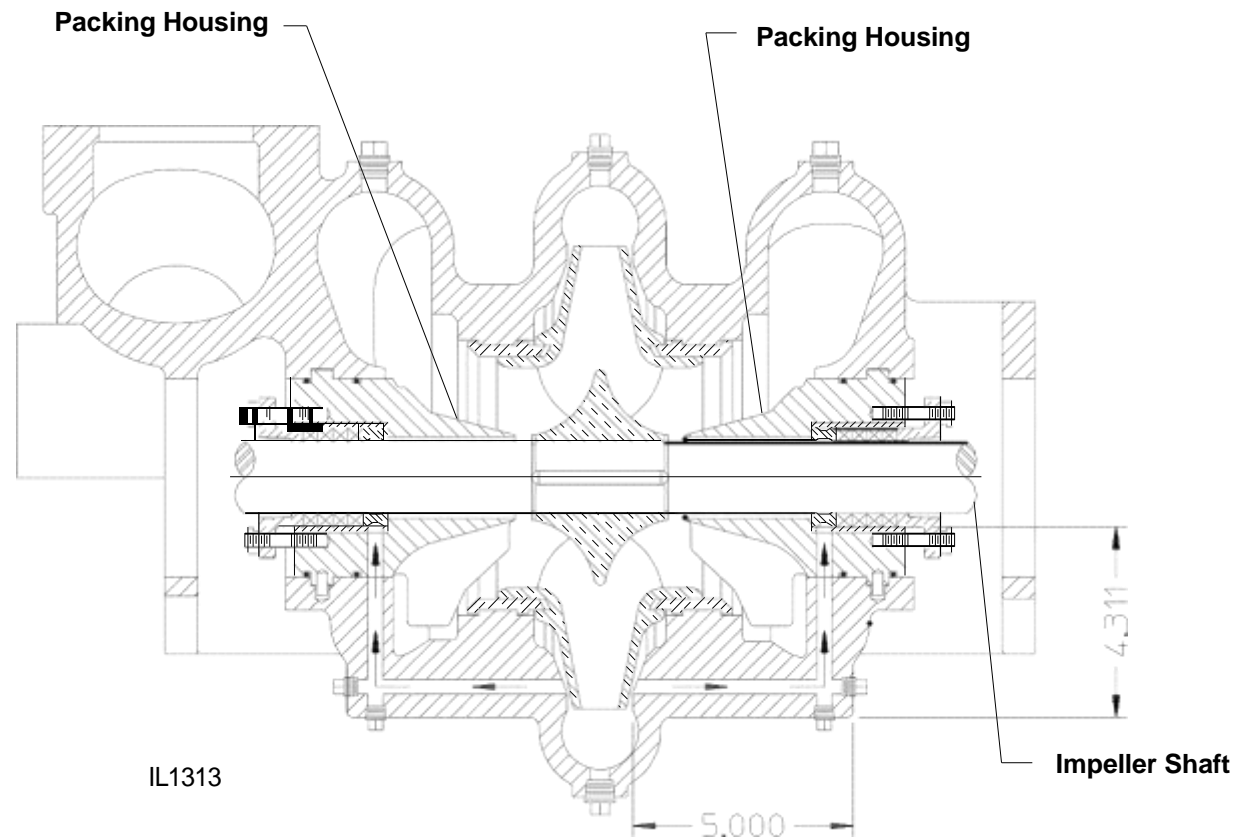 Packing Housing
Packing Housing
4.311
Impeller Shaft
IL1313
5.000